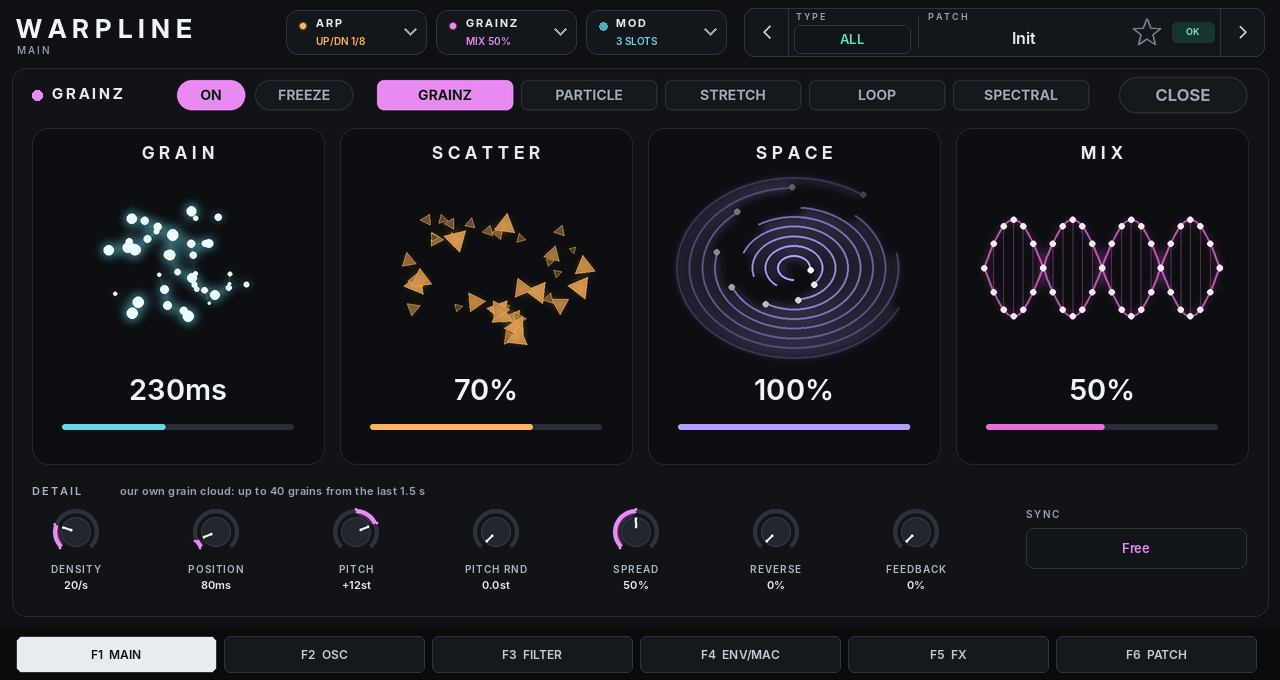 WARPLINE
MAIN
ARP
UP/DN 1/8
GRAINZ
MIX 50%
MOD
3 SLOTS
TYPE
ALL
PATCH
Init
OK
GRAINZ
ON
FREEZE
GRAINZ
PARTICLE
STRETCH
LOOP
SPECTRAL
CLOSE
GRAIN
SCATTER
SPACE
MIX
230ms
70%
100%
50%
DETAIL
our own grain cloud: up to 40 grains from the last 1.5 s
DENSITY
20/s
POSITION
80ms
PITCH
+12st
PITCH RND
0.0st
SPREAD
50%
REVERSE
0%
FEEDBACK
0%
SYNC
Free
F1 MAIN
F2 OSC
F3 FILTER
F4 ENV/MAC
F5 FX
F6 PATCH